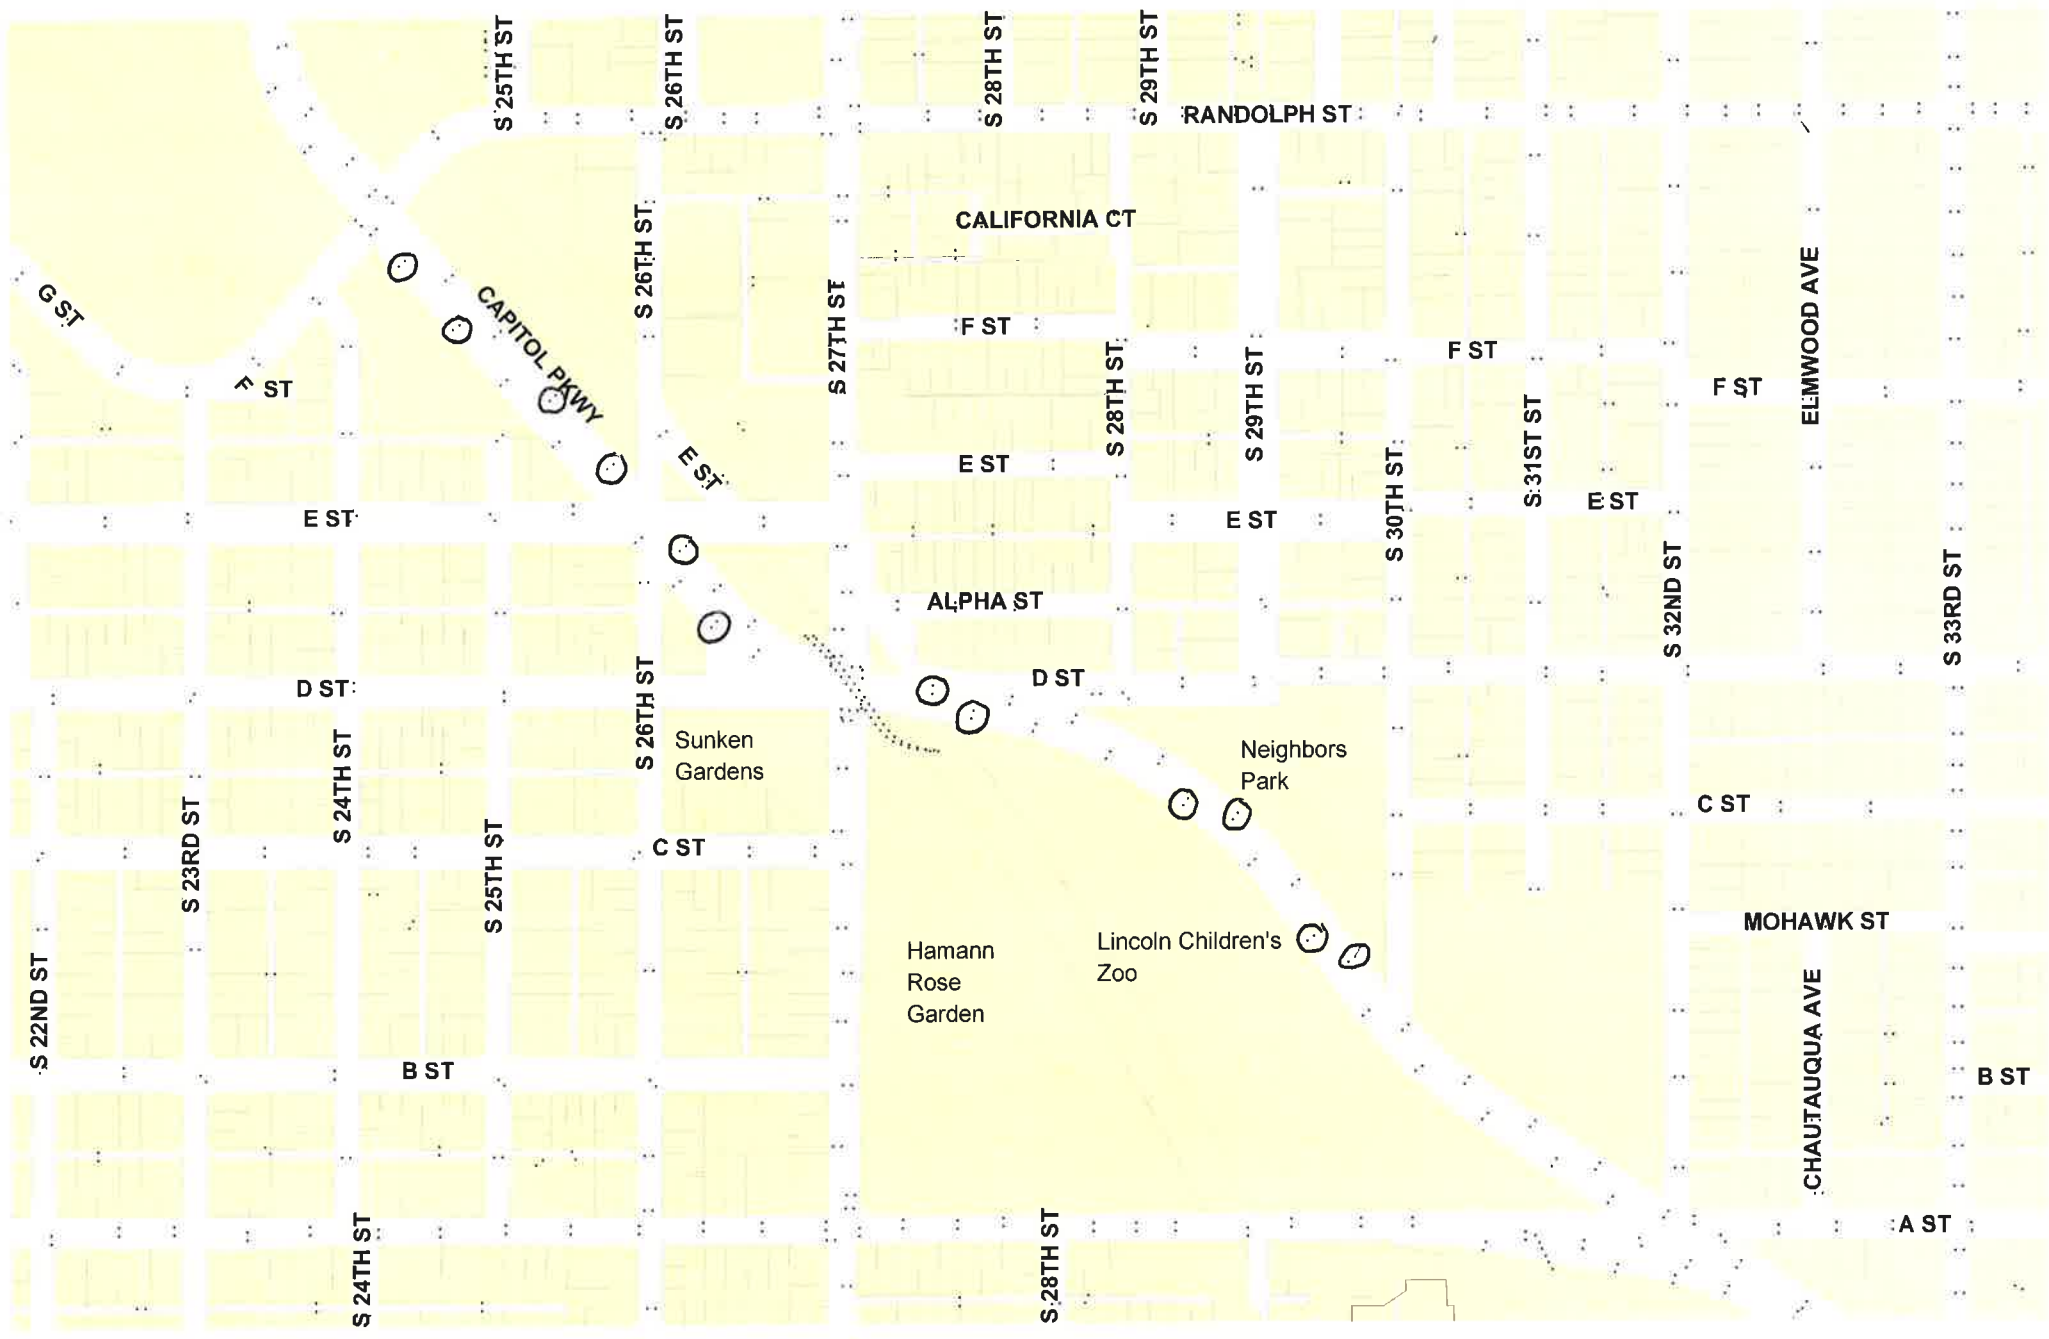 S 25TH ST
S 26TH ST
S 28TH ST
S 29TH ST
RANDOLPH ST
CALIFORNIA CT
S 26TH ST
G ST
CAPITOL PKWY
S 27TH ST
F ST
ELMWOOD AVE
F ST
F ST
F ST
S 28TH ST
S 29TH ST
E ST
E ST
S 31ST ST
S 30TH ST
E ST
E ST
E ST
ALPHA ST
S 32ND ST
S 33RD ST
D ST
D ST
S 26TH ST
Sunken
Gardens
Neighbors
Park
S 24TH ST
S 23RD ST
S 25TH ST
C ST
C ST
MOHAWK ST
Hamann
Rose
Garden
Lincoln Children's
Zoo
S 22ND ST
B ST
CHAUTAUQUA AVE
B ST
A ST
S 24TH ST
S 28TH ST